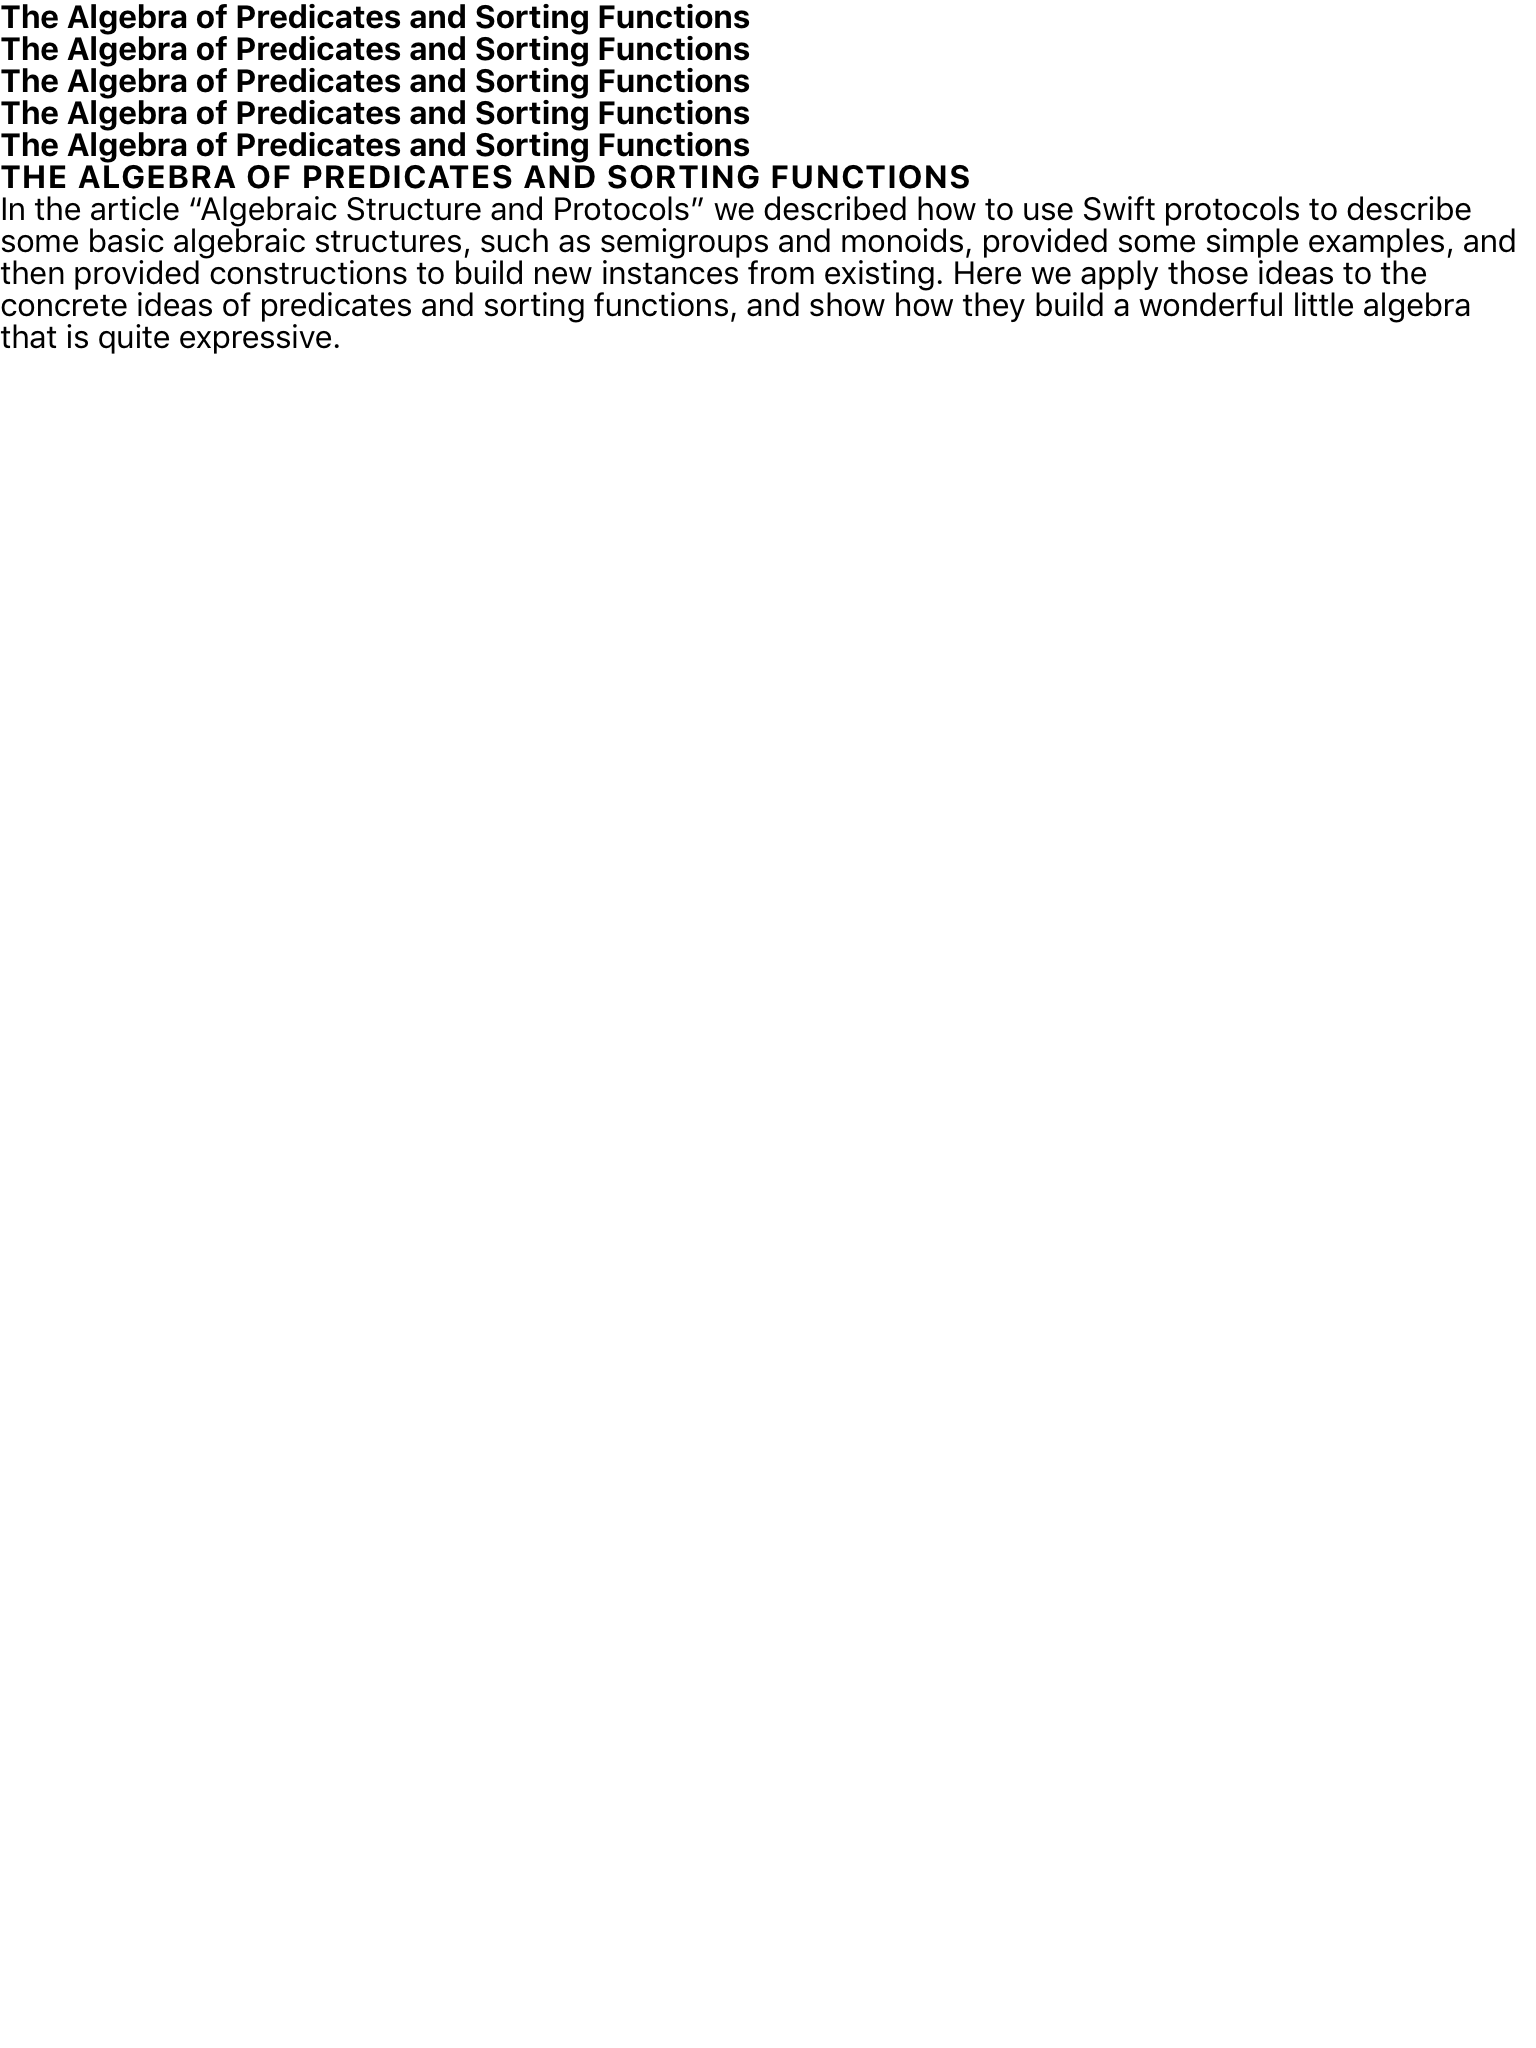 The Algebra of Predicates and Sorting Functions
The Algebra of Predicates and Sorting Functions
The Algebra of Predicates and Sorting Functions
The Algebra of Predicates and Sorting Functions
The Algebra of Predicates and Sorting Functions
THE ALGEBRA OF PREDICATES AND SORTING FUNCTIONS
In the article “Algebraic Structure and Protocols” we described how to use Swift protocols to describe
some basic algebraic structures, such as semigroups and monoids, provided some simple examples, and
then provided constructions to build new instances from existing. Here we apply those ideas to the
concrete ideas of predicates and sorting functions, and show how they build a wonderful little algebra
that is quite expressive.